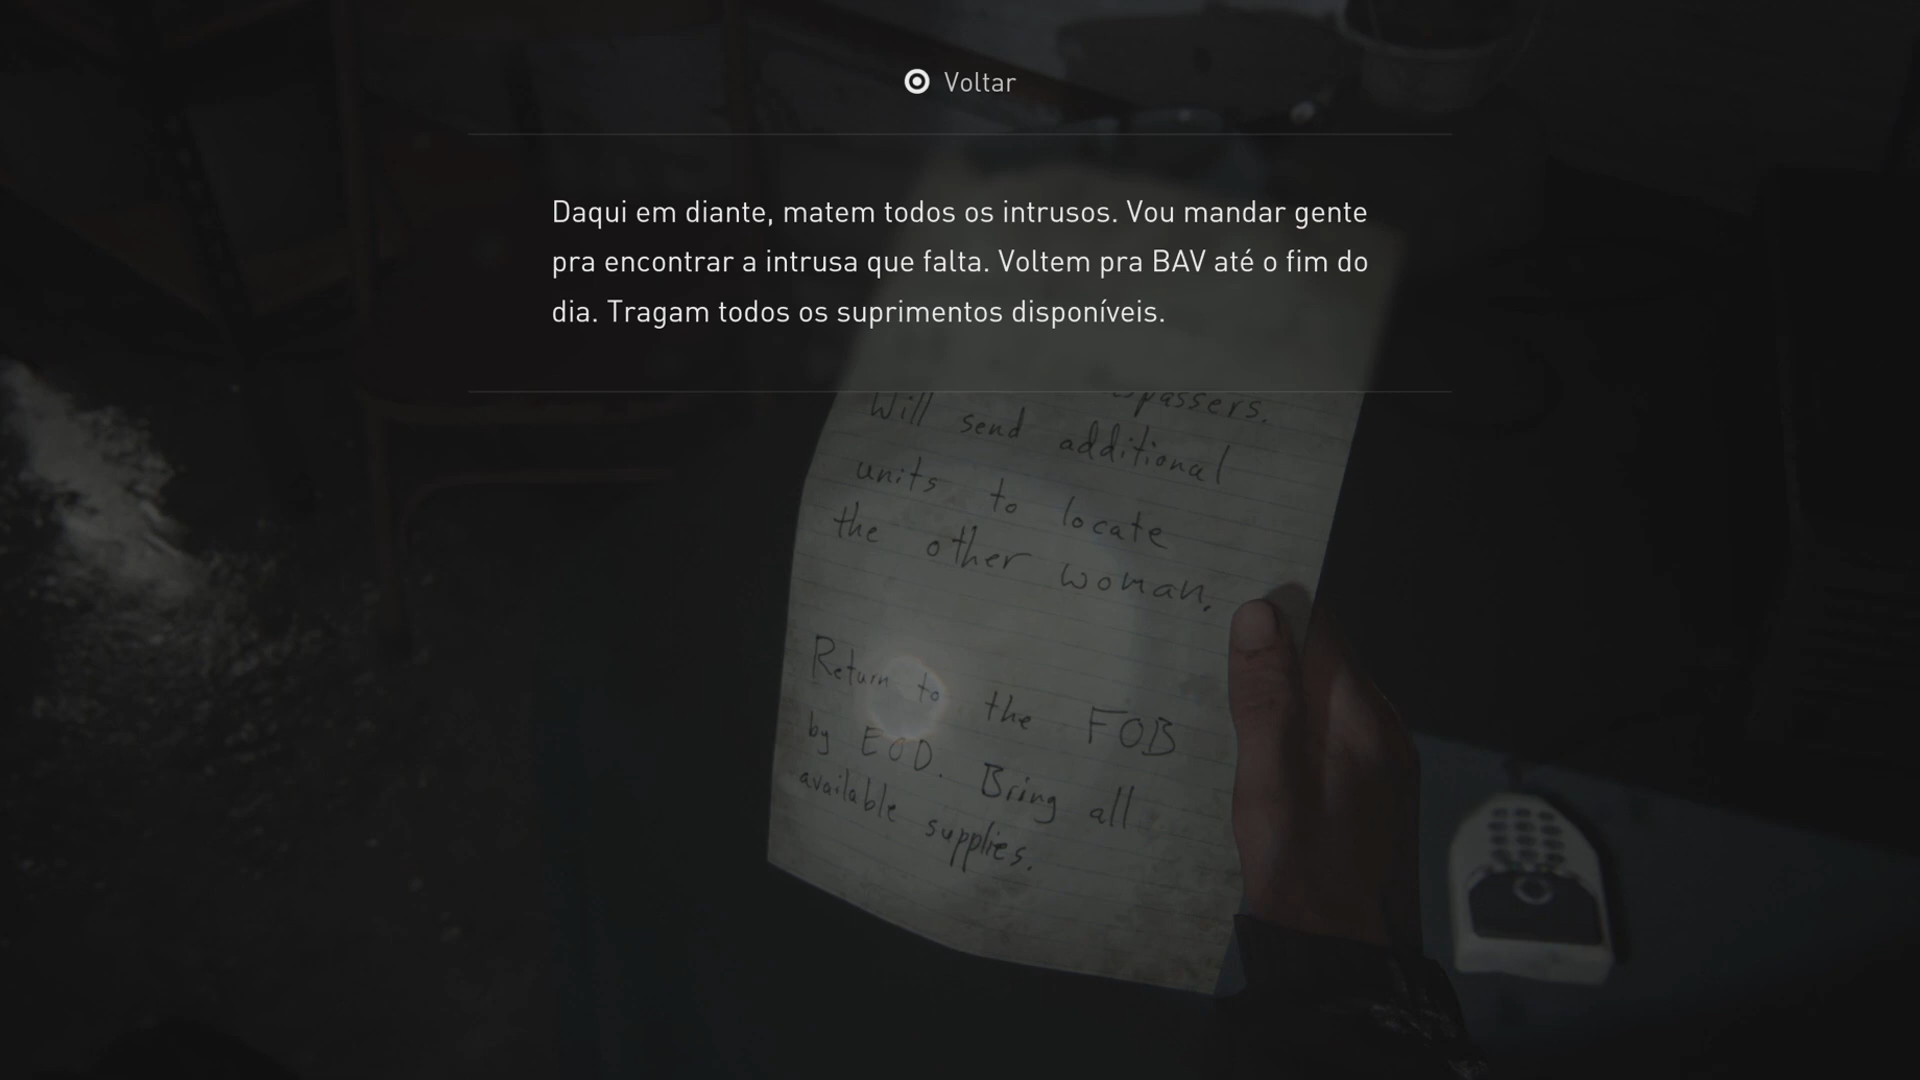 Voltar
Daqui em diante, matem todos os intrusos. Vou mandar gente
pra encontrar a intrusa que falta. Voltem pra BAV até o fim do
dia. Tragam todos os suprimentos disponíveis.
Will send additional
units to locate
the other woman.
Return to the FOB
by EOD. Bring all
available supplies.